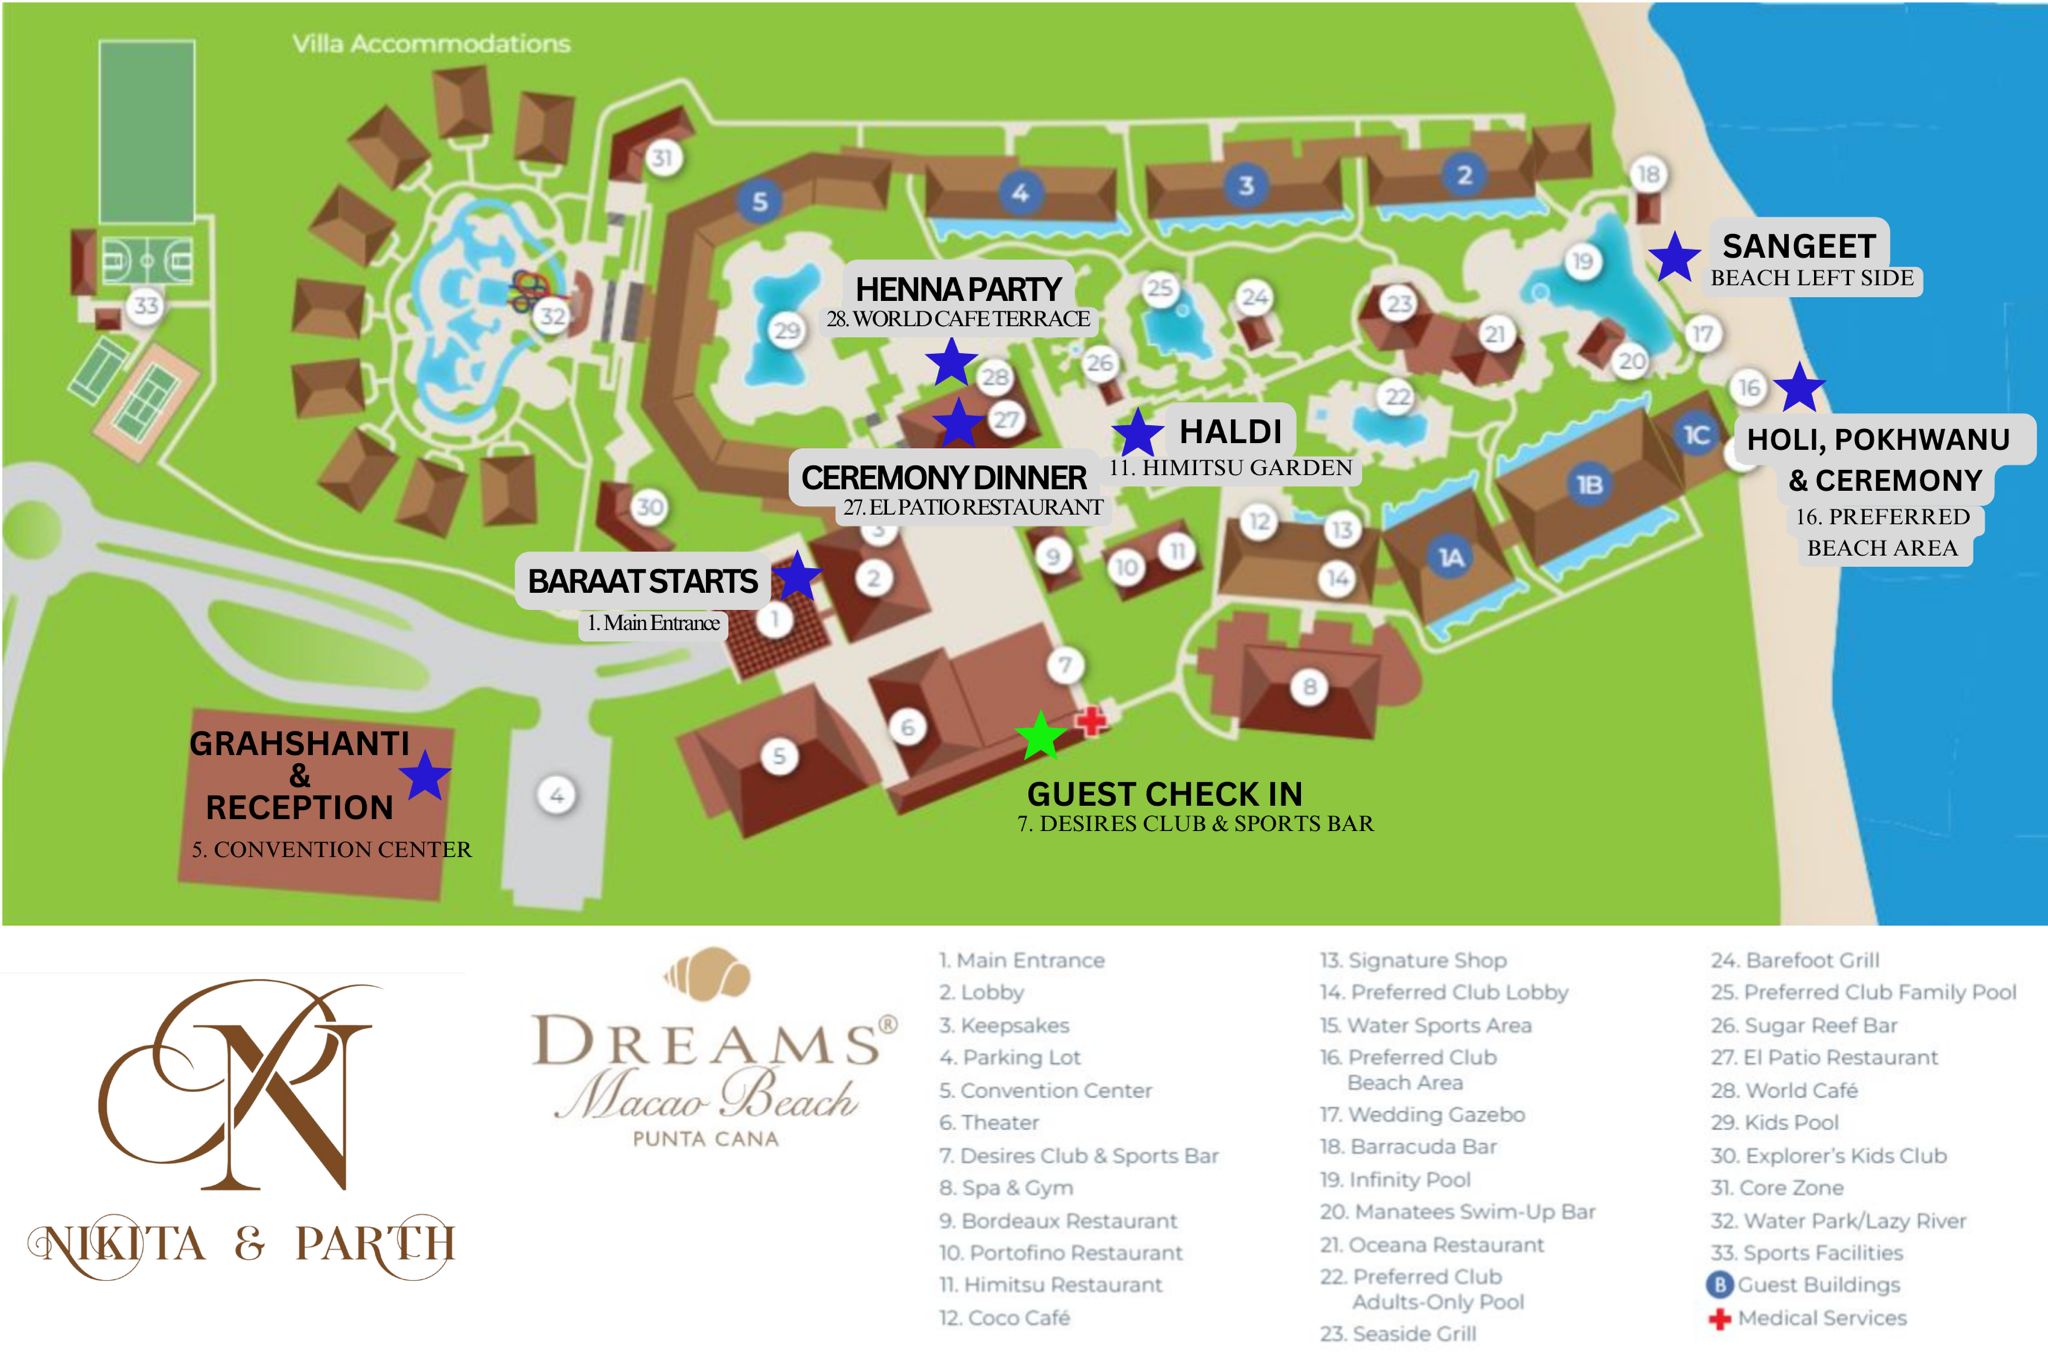 Villa Accommodations
31
5
4
3
2
18
19
SANGEET
BEACH LEFT SIDE
33
32
29
HENNA PARTY
28. WORLD CAFE TERRACE
25
24
23
21
17
20
28
26
16
27
22
HALDI
11. HIMITSU GARDEN
CEREMONY DINNER
27. EL PATIO RESTAURANT
1C
HOLI, POKHWANU
& CEREMONY
16. PREFERRED
BEACH AREA
1B
30
3
12
13
9
10
11
14
1A
BARAAT STARTS
1. Main Entrance
2
1
7
8
6
5
4
GRAHSHANTI
&
RECEPTION
5. CONVENTION CENTER
GUEST CHECK IN
7. DESIRES CLUB & SPORTS BAR
PN
NIKITA & PARTH
DREAMS®
Macao Beach
PUNTA CANA
1. Main Entrance
2. Lobby
3. Keepsakes
4. Parking Lot
5. Convention Center
6. Theater
7. Desires Club & Sports Bar
8. Spa & Gym
9. Bordeaux Restaurant
10. Portofino Restaurant
11. Himitsu Restaurant
12. Coco Café
13. Signature Shop
14. Preferred Club Lobby
15. Water Sports Area
16. Preferred Club
Beach Area
17. Wedding Gazebo
18. Barracuda Bar
19. Infinity Pool
20. Manatees Swim-Up Bar
21. Oceana Restaurant
22. Preferred Club
Adults-Only Pool
23. Seaside Grill
24. Barefoot Grill
25. Preferred Club Family Pool
26. Sugar Reef Bar
27. El Patio Restaurant
28. World Café
29. Kids Pool
30. Explorer's Kids Club
31. Core Zone
32. Water Park/Lazy River
33. Sports Facilities
B Guest Buildings
Medical Services